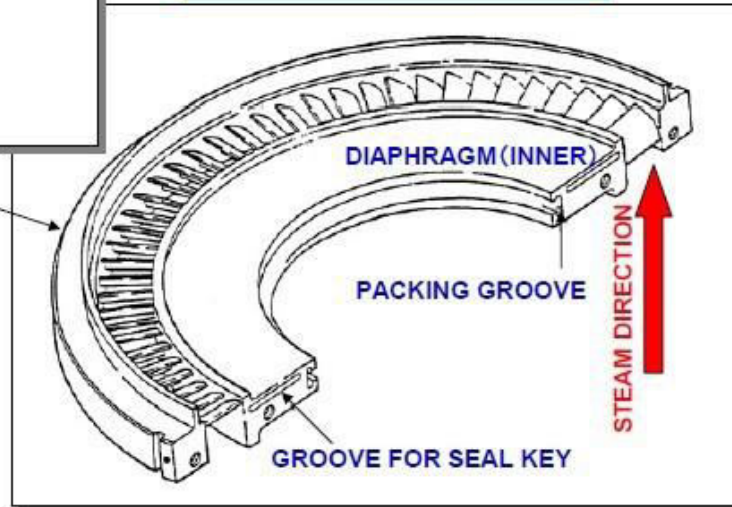 DIAPHRAGM(INNER)
PACKING GROOVE
STEAM DIRECTION
GROOVE FOR SEAL KEY